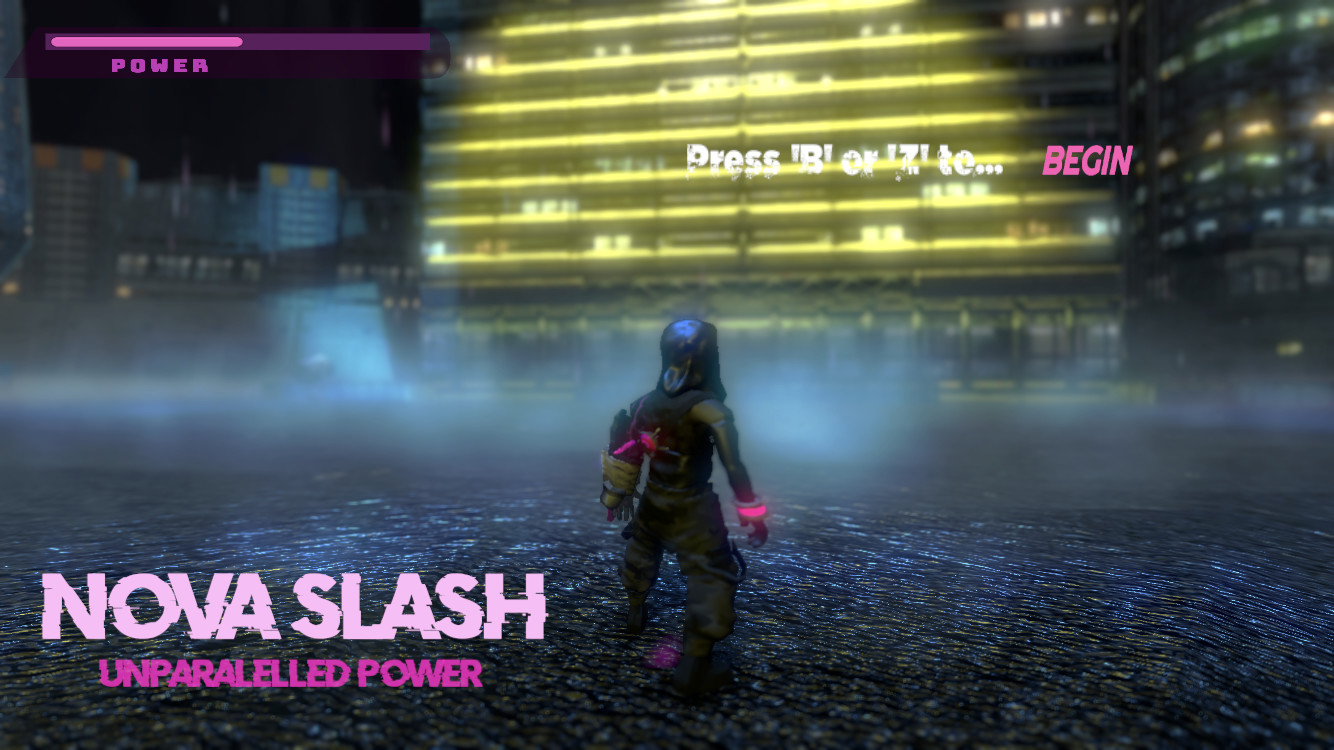 POWER
Press 'B' or 'Z' to... BEGIN
NOVA SLASH
UNPARALELLED POWER